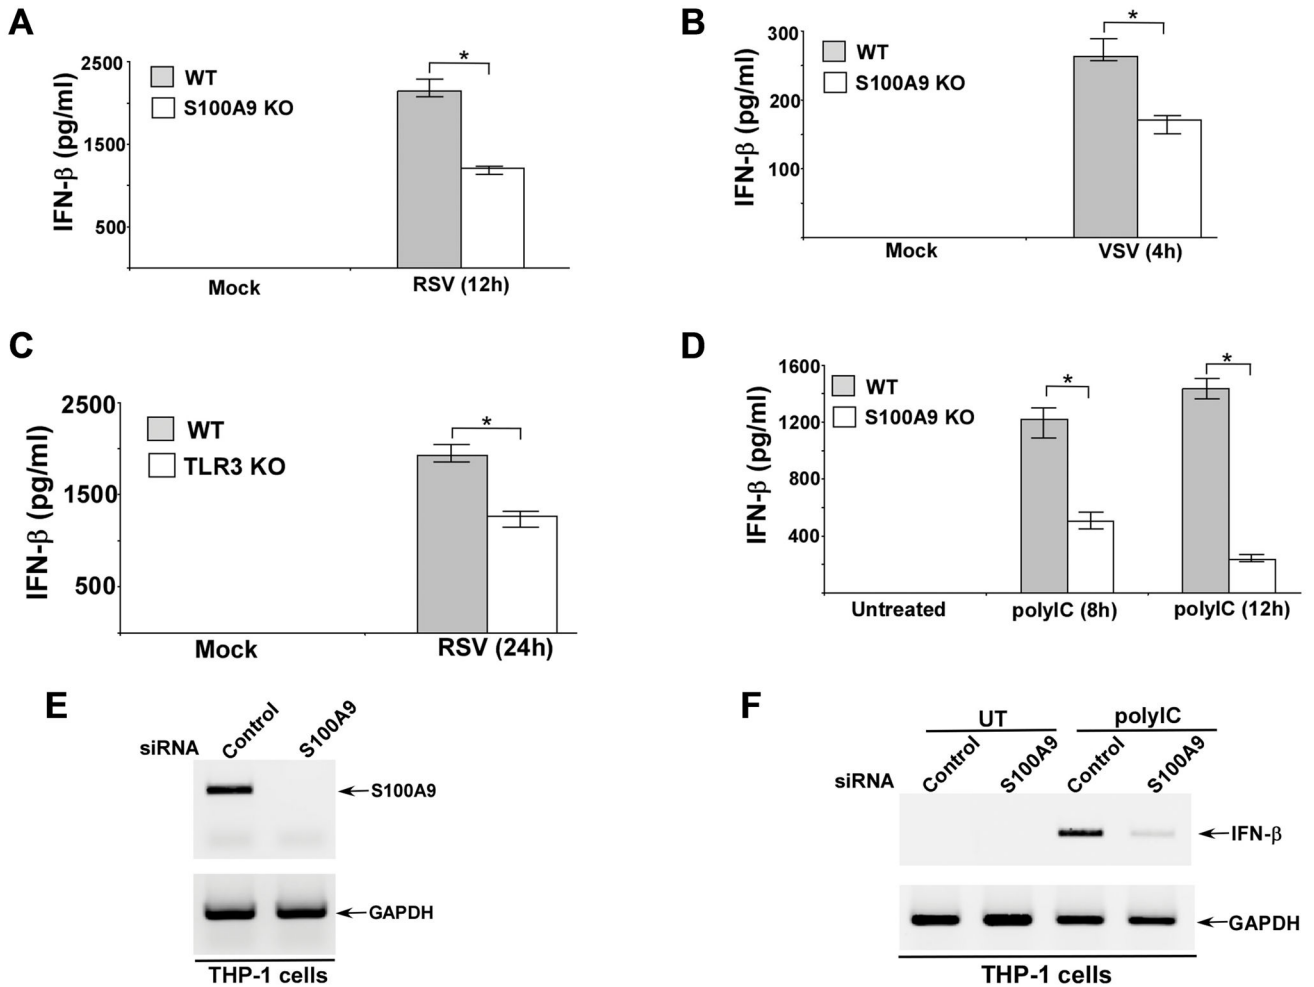 A
IFN-β (pg/ml)
2500
1500
500
WT
S100A9 KO
*
Mock
RSV (12h)
B
IFN-β (pg/ml)
300
200
100
WT
S100A9 KO
*
Mock
VSV (4h)
C
IFN-β (pg/ml)
2500
1500
500
WT
TLR3 KO
*
Mock
RSV (24h)
D
IFN-β (pg/ml)
1600
1200
800
400
WT
S100A9 KO
*
*
Untreated
polyIC (8h)
polyIC (12h)
E
siRNA
Control
S100A9
S100A9
GAPDH
THP-1 cells
F
UT
polyIC
siRNA
Control
S100A9
Control
S100A9
IFN-β
GAPDH
THP-1 cells